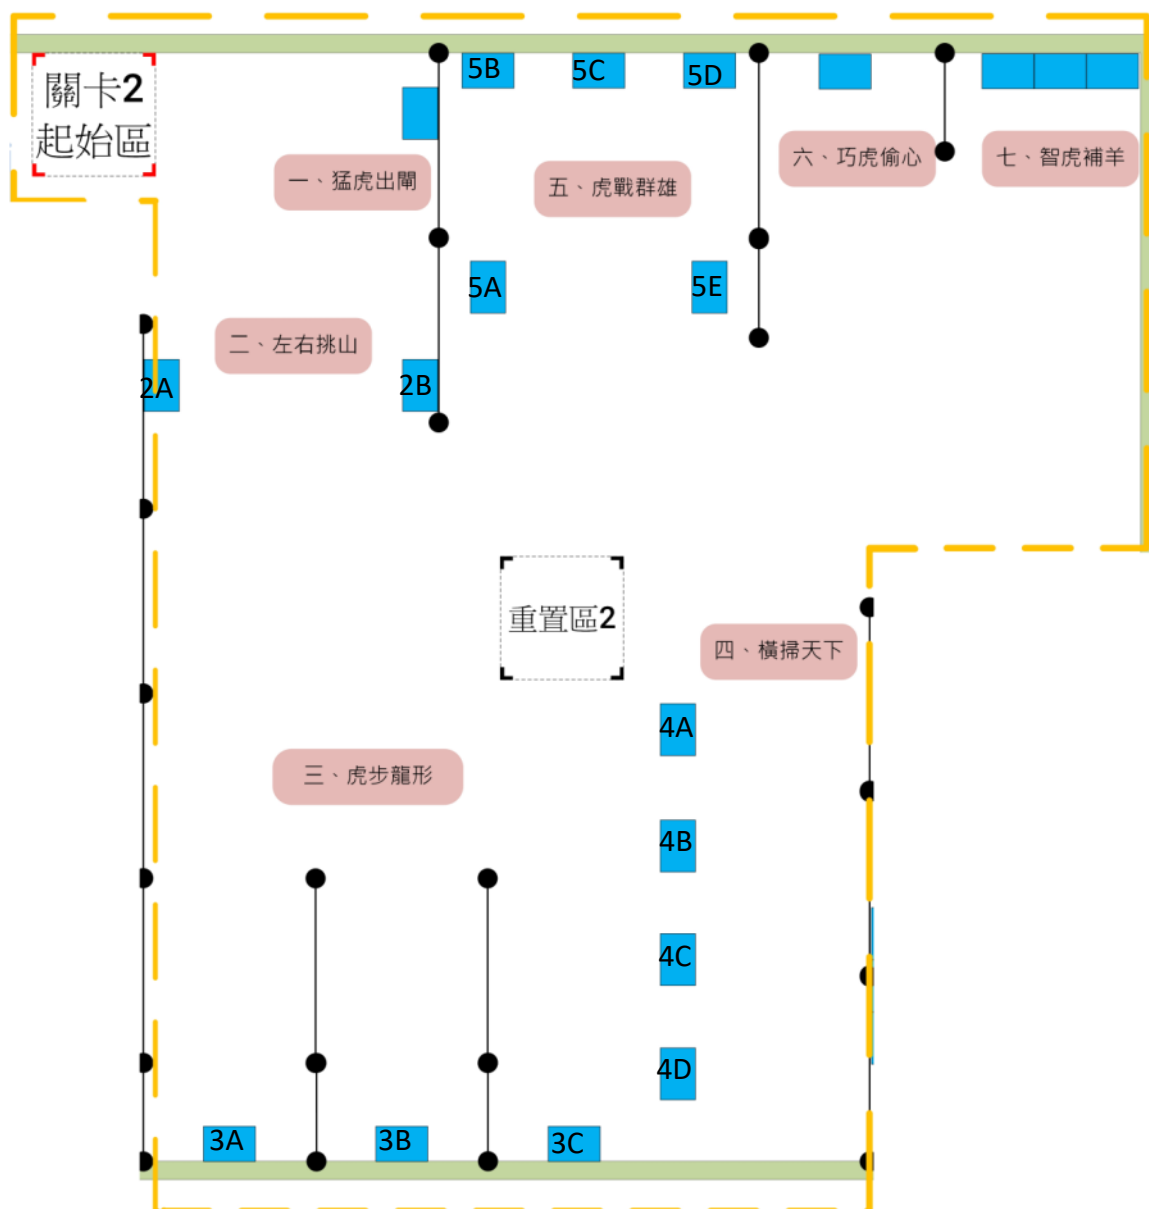 關卡2
起始區
5B
5C
5D
一、猛虎出閘
五、虎戰群雄
六、巧虎偷心
七、智虎補羊
5A
5E
二、左右挑山
2A
2B
重置區2
四、橫掃天下
4A
三、虎步龍形
4B
4C
4D
3A
3B
3C